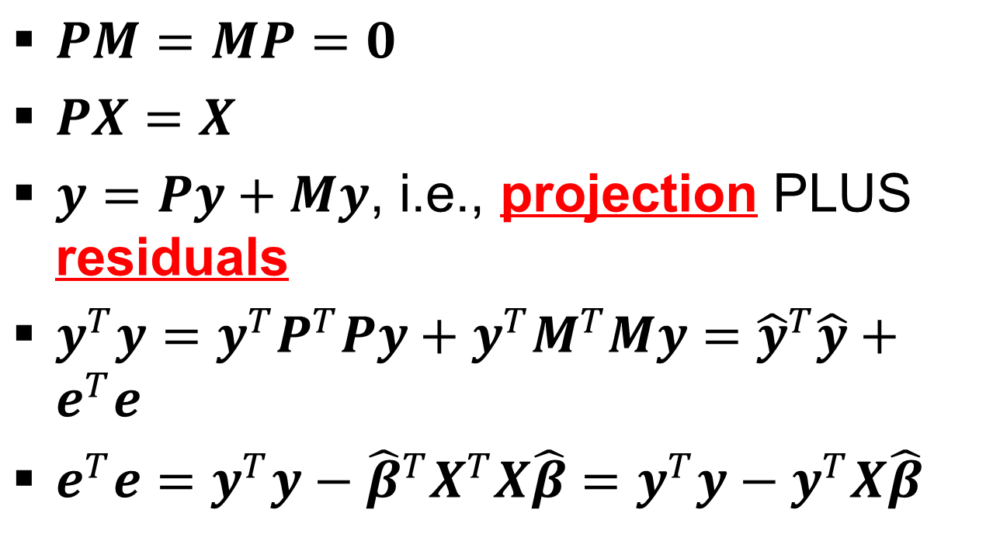 ▪ PM = MP = 0
▪ PX = X
▪ y = Py + My, i.e., projection PLUS
residuals
▪ yᵀy = yᵀPᵀPy + yᵀMᵀMy = ŷᵀŷ +
eᵀe
▪ eᵀe = yᵀy − β̂ᵀXᵀXβ̂ = yᵀy − yᵀXβ̂